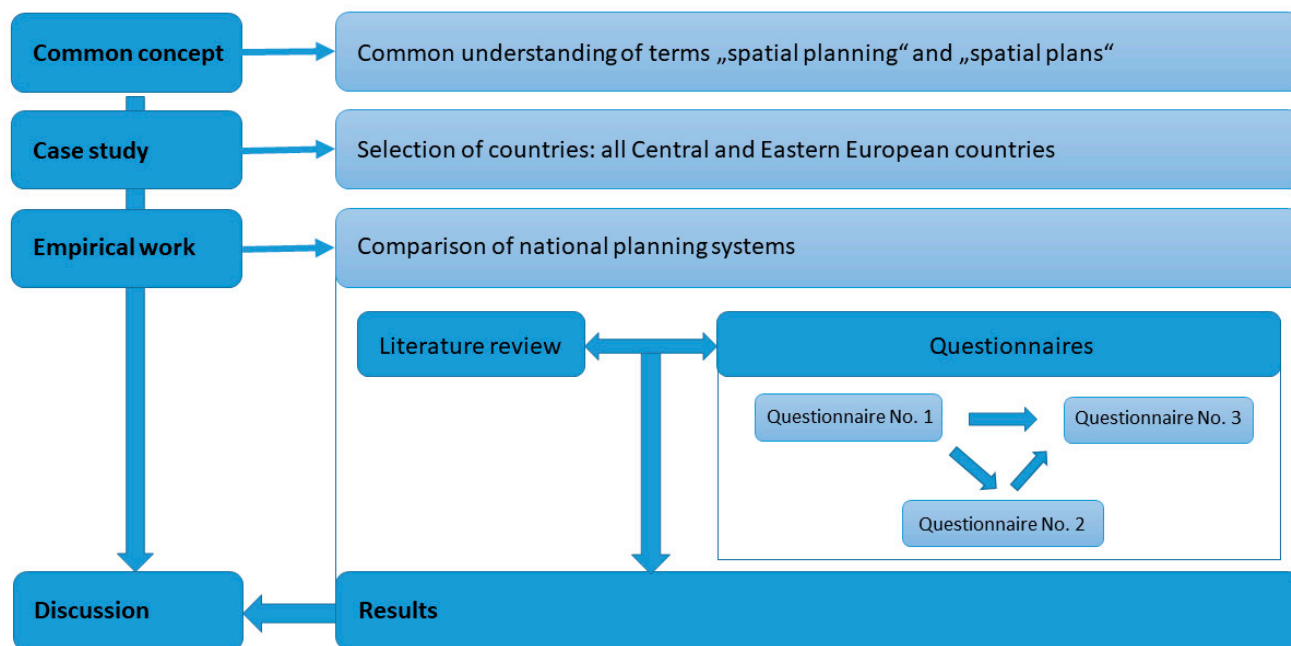 Common concept
Common understanding of terms „spatial planning“ and „spatial plans“
Case study
Selection of countries: all Central and Eastern European countries
Empirical work
Comparison of national planning systems
Literature review
Questionnaires
Questionnaire No. 1
Questionnaire No. 3
Questionnaire No. 2
Discussion
Results